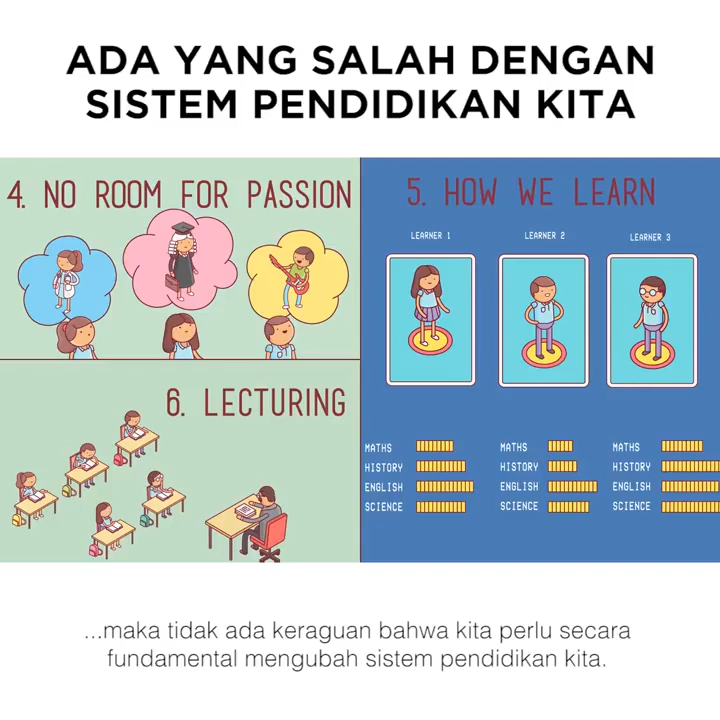 ADA YANG SALAH DENGAN
SISTEM PENDIDIKAN KITA
4. NO ROOM FOR PASSION
5. HOW WE LEARN
LEARNER 1
LEARNER 2
LEARNER 3
6. LECTURING
MATHS
HISTORY
ENGLISH
SCIENCE
MATHS
HISTORY
ENGLISH
SCIENCE
MATHS
HISTORY
ENGLISH
SCIENCE
...maka tidak ada keraguan bahwa kita perlu secara
fundamental mengubah sistem pendidikan kita.